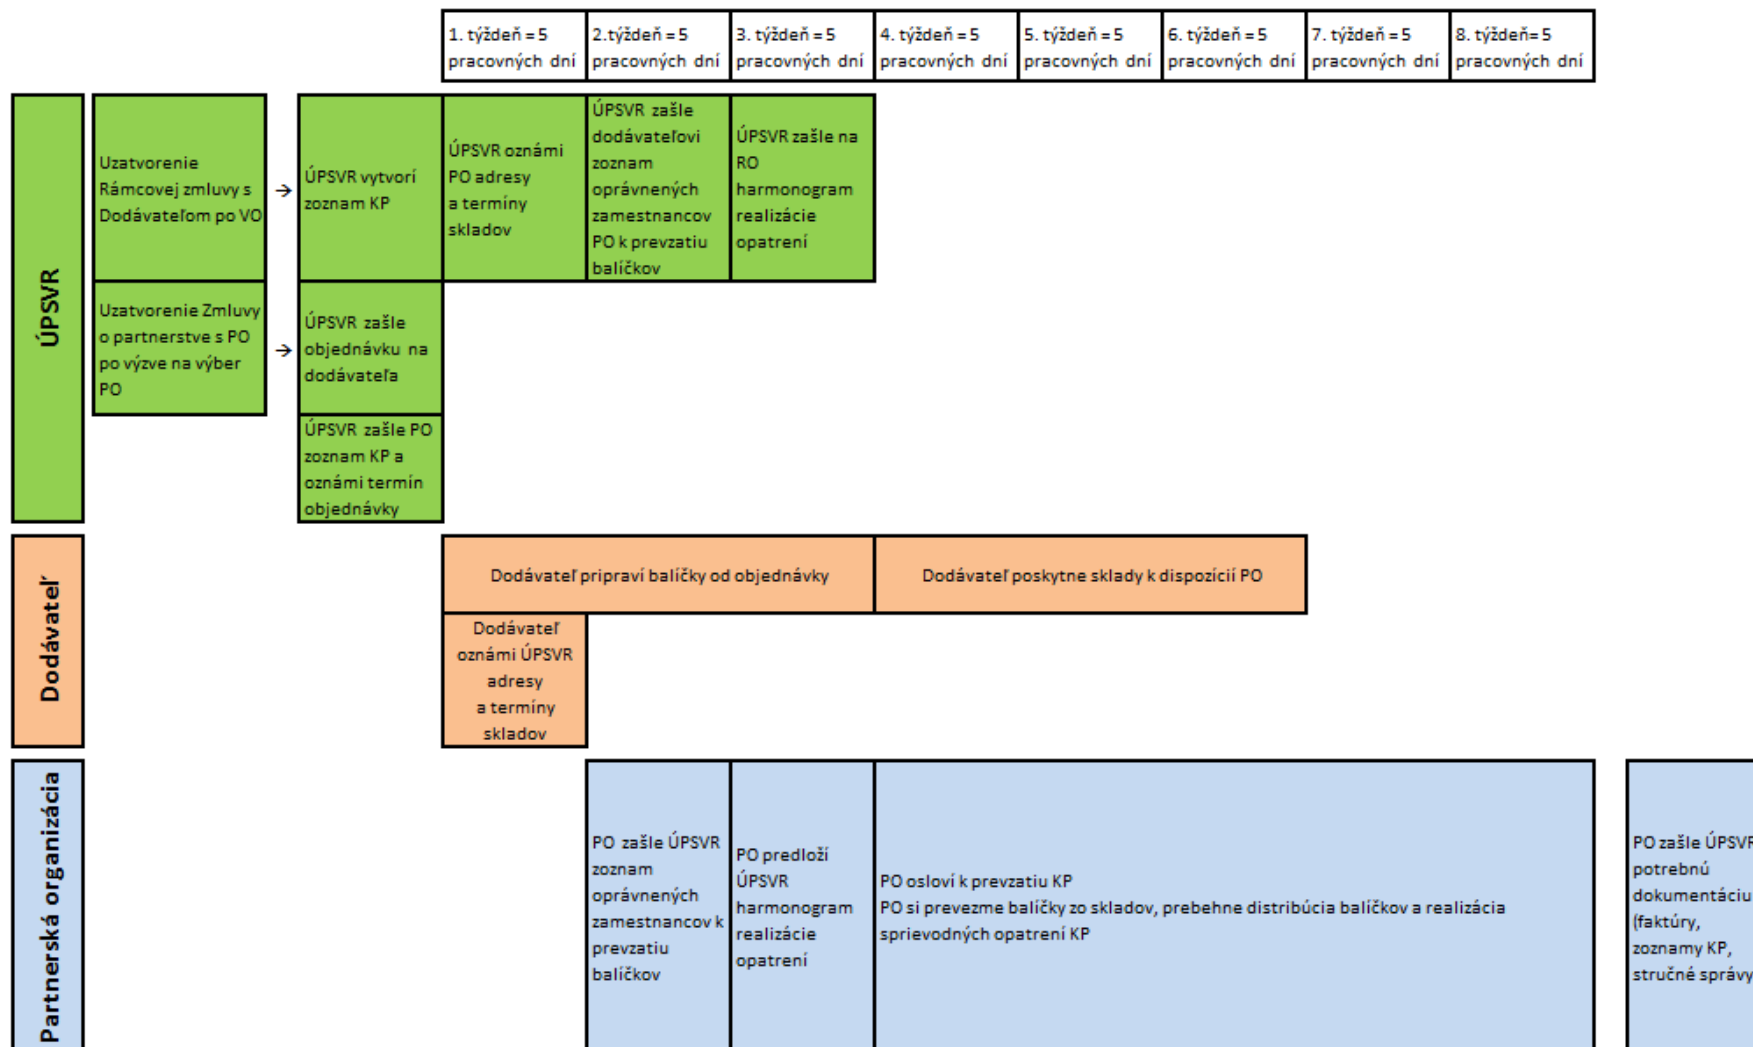 1. týždeň = 5
pracovných dní
2.týždeň = 5
pracovných dní
3. týždeň = 5
pracovných dní
4. týždeň = 5
pracovných dní
5. týždeň = 5
pracovných dní
6. týždeň = 5
pracovných dní
7. týždeň = 5
pracovných dní
8. týždeň= 5
pracovných dní
ÚPSVR
Uzatvorenie
Rámcovej zmluvy s
Dodávateľom po VO
→
ÚPSVR vytvorí
zoznam KP
ÚPSVR oznámi
PO adresy
a termíny
skladov
ÚPSVR zašle
dodávateľovi
zoznam
oprávnených
zamestnancov
PO k prevzatiu
balíčkov
ÚPSVR zašle na
RO
harmonogram
realizácie
opatrení
Uzatvorenie Zmluvy
o partnerstve s PO
po výzve na výber
PO
→
ÚPSVR zašle
objednávku na
dodávateľa
ÚPSVR zašle PO
zoznam KP a
oznámi termín
objednávky
Dodávateľ
Dodávateľ pripraví balíčky od objednávky
Dodávateľ poskytne sklady k dispozícií PO
Dodávateľ
oznámi ÚPSVR
adresy
a termíny
skladov
Partnerská organizácia
PO zašle ÚPSVR
zoznam
oprávnených
zamestnancov k
prevzatiu
balíčkov
PO predloží
ÚPSVR
harmonogram
realizácie
opatrení
PO osloví k prevzatiu KP
PO si prevezme balíčky zo skladov, prebehne distribúcia balíčkov a realizácia
sprievodných opatrení KP
PO zašle ÚPSVR
potrebnú
dokumentáciu
(faktúry,
zoznamy KP,
stručné správy